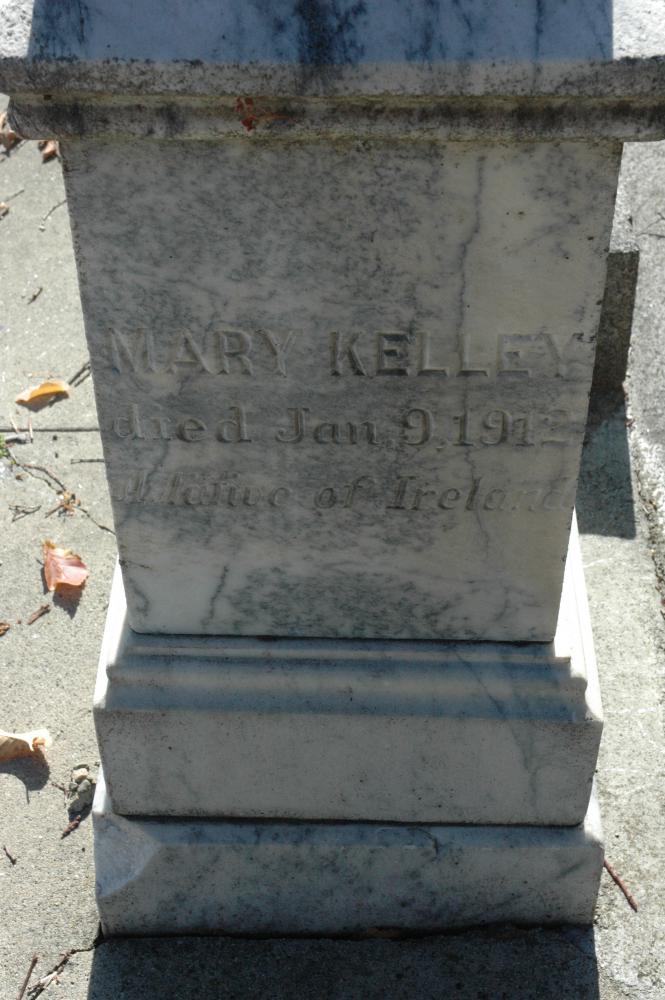 MARY KELLEY
died Jan. 9, 1912
A Native of Ireland